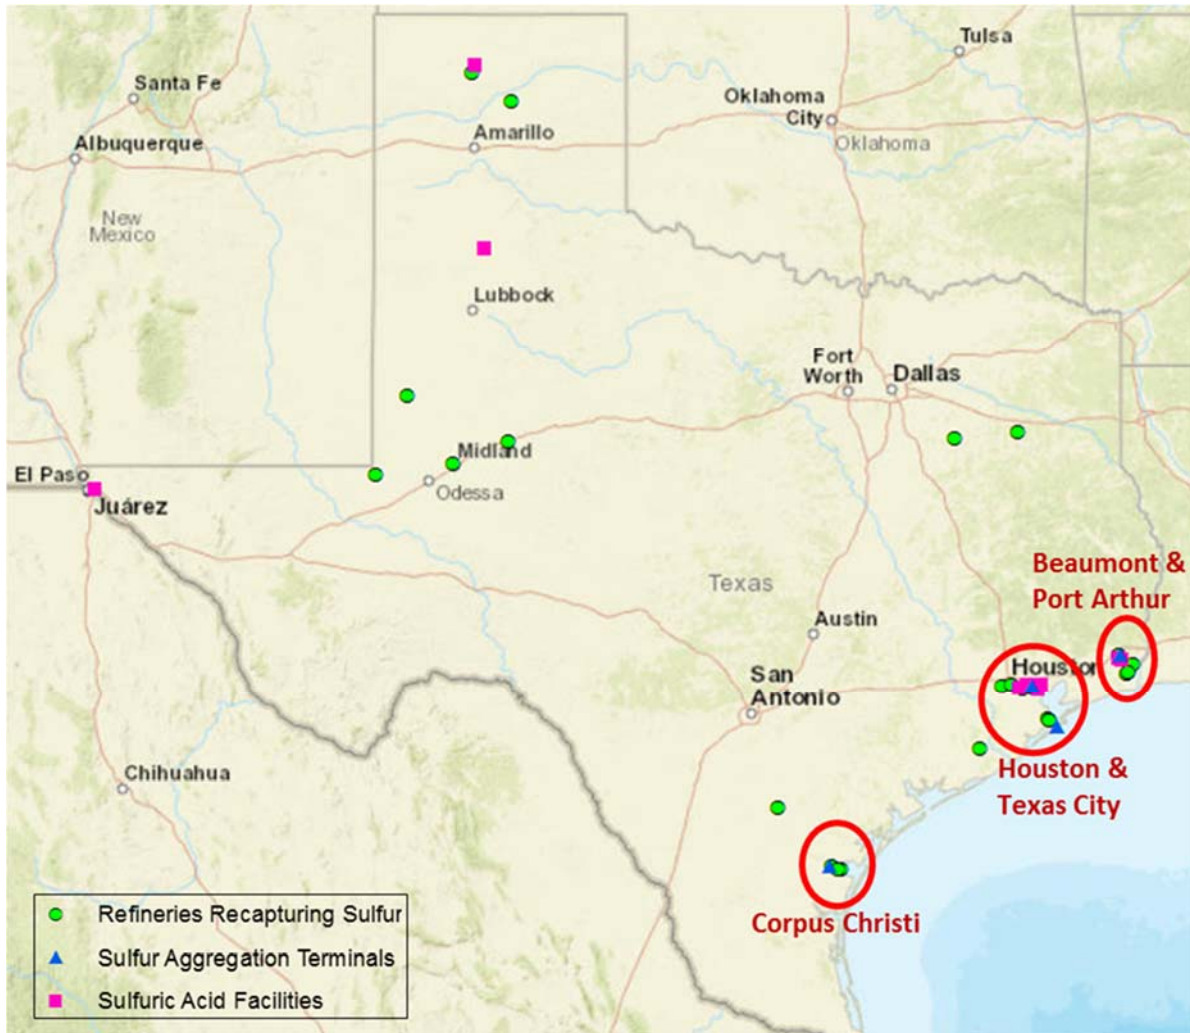 Tulsa
Santa Fe
Oklahoma
City
Amarillo
Oklahoma
Albuquerque
New
Mexico
Lubbock
Fort
Worth
Dallas
Midland
El Paso
Odessa
Juárez
Beaumont &
Port Arthur
Texas
Austin
Houston
San
Antonio
Chihuahua
Houston &
Texas City
Corpus Christi
Refineries Recapturing Sulfur
Sulfur Aggregation Terminals
Sulfuric Acid Facilities